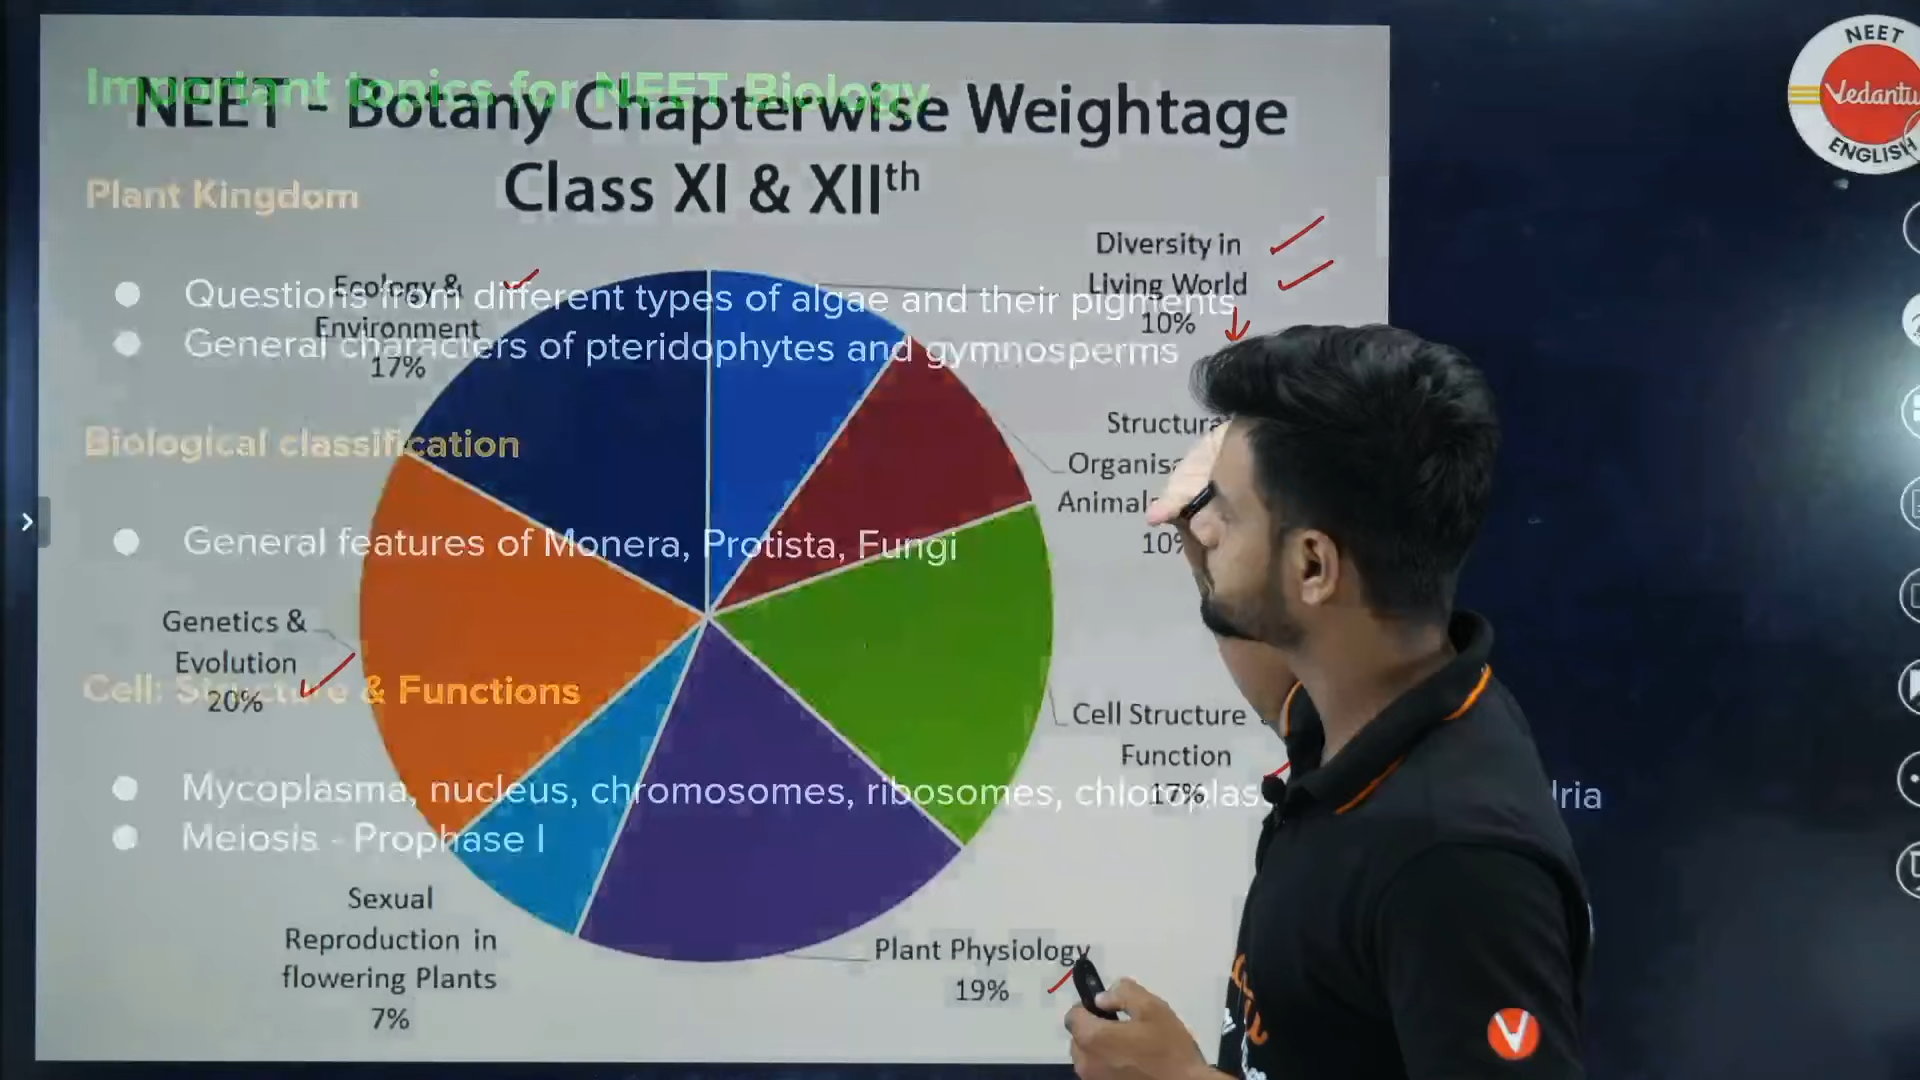 Important topics for NEET Biology
NEET - Botany Chapterwise Weightage
Class XI & XIIth
Plant Kingdom
Questions from different types of algae and their pigments
General characters of pteridophytes and gymnosperms
Biological classification
General features of Monera, Protista, Fungi
Cell: Structure & Functions
Mycoplasma, nucleus, chromosomes, ribosomes,
Meiosis - Prophase I
Ecology &
Environment
17%
Diversity in
Living World
10%
Animal
Genetics &
Evolution
20%
Cell Structure
Function
17%
Sexual
Reproduction in
flowering Plants
7%
Plant Physiology
19%
NEET
Vedantu
ENGLISH
V